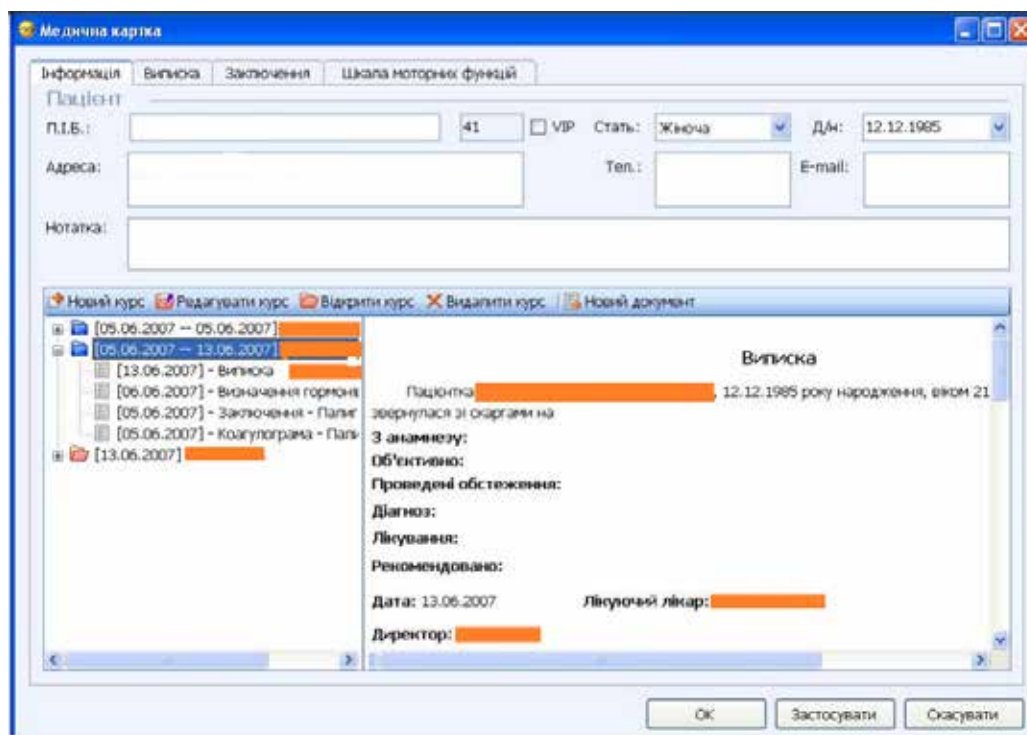 Медична картка
Інформація Виписка Заключення Шкала моторних функцій
Пацієнт
П.І.Б.: 41 VIP Стать: Жіноча Д/н: 12.12.1985
Адреса: Тел.: E-mail:
Нотатка:
Новий курс Редагувати курс Відкрити курс Видалити курс Новий документ
[05.06.2007 -- 05.06.2007]
[05.06.2007 -- 13.06.2007]
[13.06.2007] - Виписка
[06.06.2007] - Визначення гормоні
[05.06.2007] - Заключення - Палиг
[05.06.2007] - Коагулограма - Пали
[13.06.2007]
Виписка
Пацієнтка , 12.12.1985 року народження, віком 21
звернулася зі скаргами на
З анамнезу:
Об'єктивно:
Проведені обстеження:
Діагноз:
Лікування:
Рекомендовано:
Дата: 13.06.2007 Лікуючий лікар:
Директор:
ОК Застосувати Скасувати